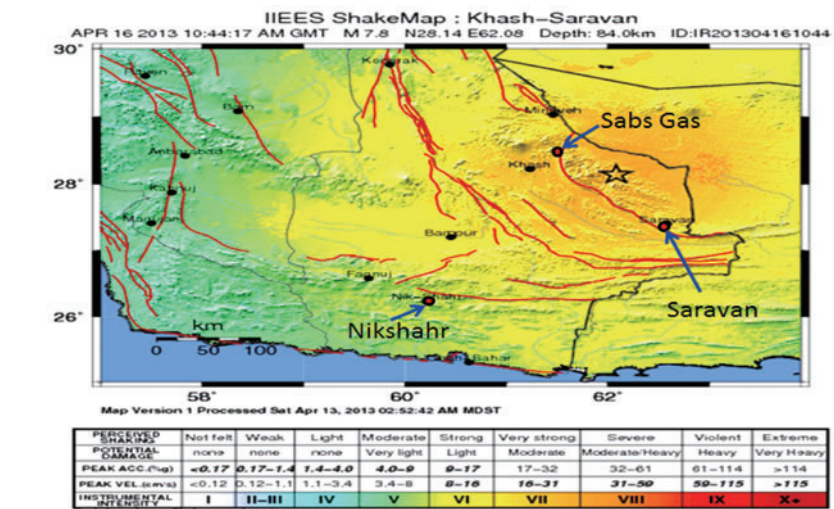 IIEES ShakeMap : Khash-Saravan
APR 16 2013 10:44:17 AM GMT M 7.8 N28.14 E62.08 Depth: 84.0km ID:IR201304161044
30°
Bam
Mirjaveh
Sabs Gas
Khash
28°
Kahnuj
Manujan
Saravan
Bampur
Fannuj
Nik-shahr
Saravan
Nikshahr
26°
km
0 50 100
Chah Bahar
58° 60° 62°
Map Version 1 Processed Sat Apr 13, 2013 02:52:42 AM MDST
PERCEIVED SHAKING Not felt Weak Light Moderate Strong Very strong Severe Violent Extreme
POTENTIAL DAMAGE none none none Very light Light Moderate Moderate/Heavy Heavy Very Heavy
PEAK ACC.(%g) <0.17 0.17-1.4 1.4-4.0 4.0-9 9-17 17-32 32-61 61-114 >114
PEAK VEL.(cm/s) <0.12 0.12-1.1 1.1-3.4 3.4-8 8-16 16-31 31-59 59-115 >115
INSTRUMENTAL INTENSITY I II-III IV V VI VII VIII IX X+